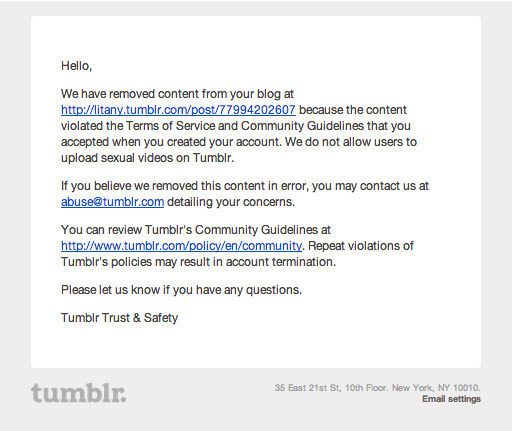 Hello,
We have removed content from your blog at
http://litany.tumblr.com/post/77994202607 because the content
violated the Terms of Service and Community Guidelines that you
accepted when you created your account. We do not allow users to
upload sexual videos on Tumblr.
If you believe we removed this content in error, you may contact us at
abuse@tumblr.com detailing your concerns.
You can review Tumblr's Community Guidelines at
http://www.tumblr.com/policy/en/community. Repeat violations of
Tumblr's policies may result in account termination.
Please let us know if you have any questions.
Tumblr Trust & Safety
tumblr.
35 East 21st St, 10th Floor. New York, NY 10010.
Email settings